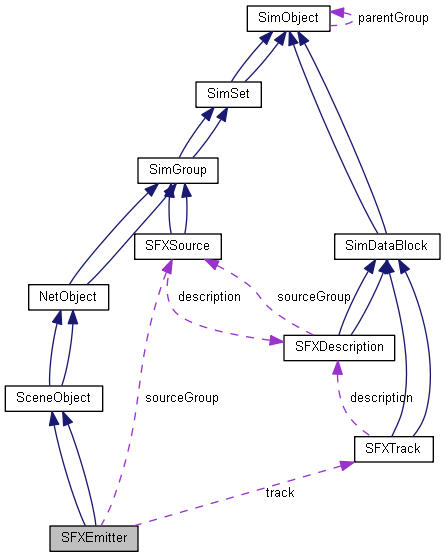 SimObject
parentGroup
SimSet
SimGroup
SFXSource
SimDataBlock
NetObject
description
sourceGroup
SFXDescription
SceneObject
sourceGroup
description
SFXTrack
track
SFXEmitter